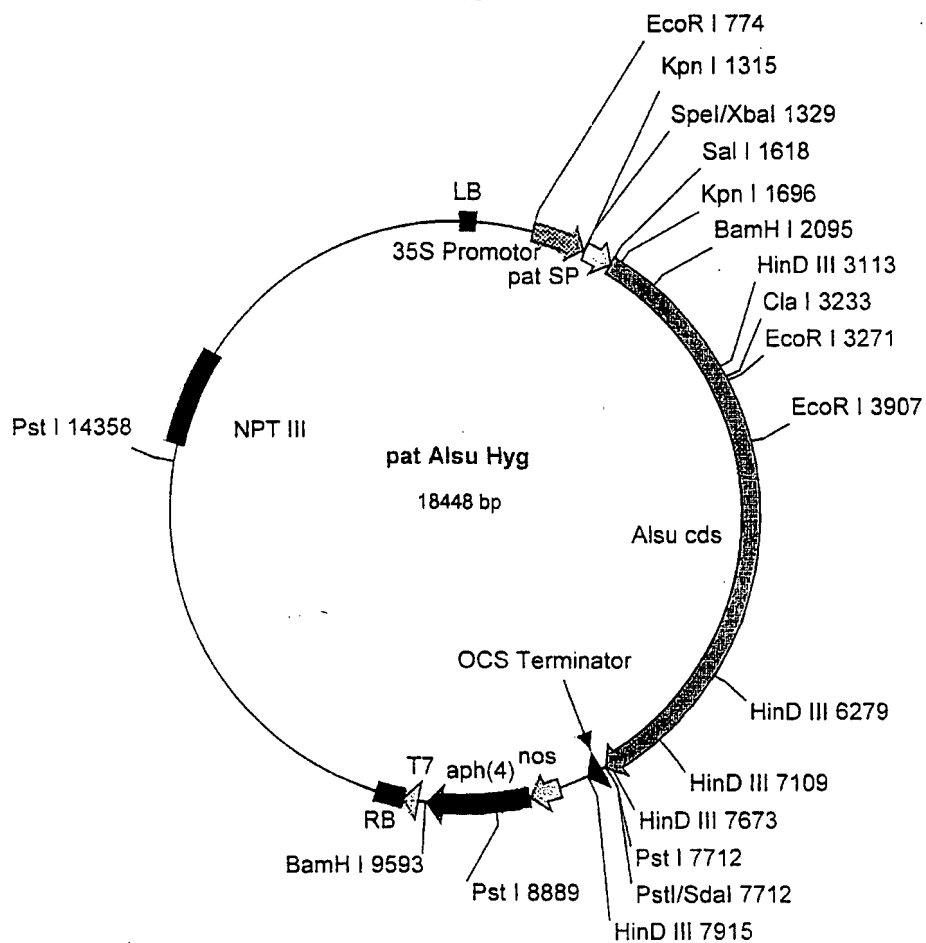 EcoR I 774
Kpn I 1315
SpeI/XbaI 1329
Sal I 1618
Kpn I 1696
BamH I 2095
HinD III 3113
Cla I 3233
EcoR I 3271
EcoR I 3907
LB
35S Promotor
pat SP
Pst I 14358
NPT III
pat Alsu Hyg
18448 bp
Alsu cds
OCS Terminator
HinD III 6279
HinD III 7109
HinD III 7673
Pst I 7712
PstI/SdaI 7712
HinD III 7915
nos
aph(4)
T7
RB
BamH I 9593
Pst I 8889